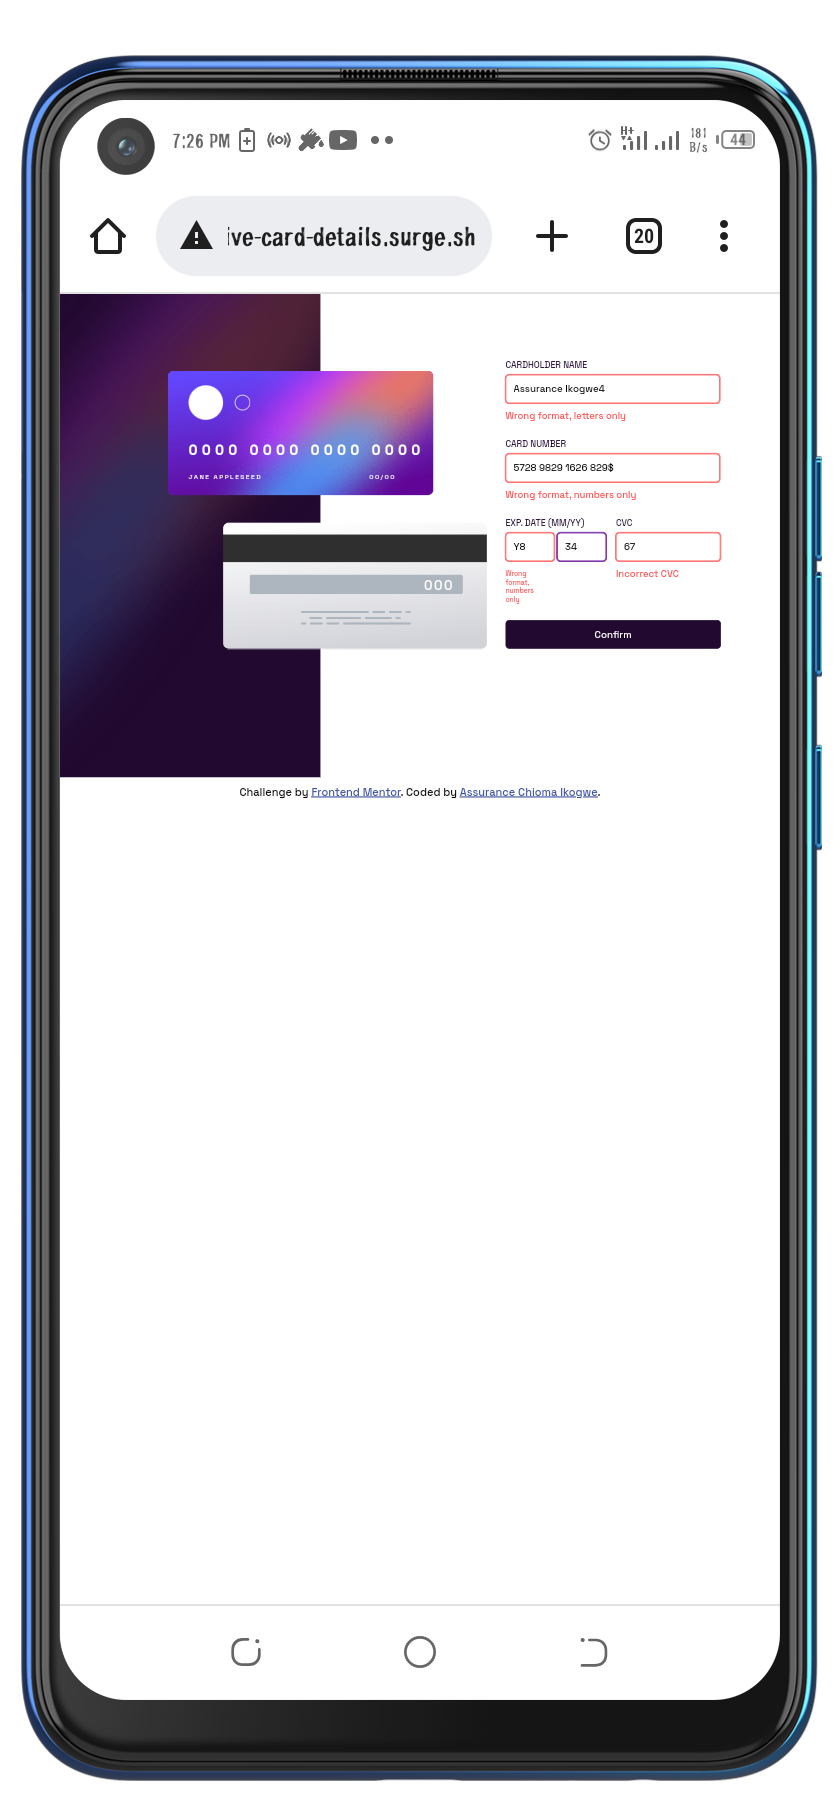 7:26 PM
H+
181
B/s
44
ive-card-details.surge.sh
20
0000 0000 0000 0000
JANE APPLESEED
00/00
000
CARDHOLDER NAME
Assurance Ikogwe4
Wrong format, letters only
CARD NUMBER
5728 9829 1626 829$
Wrong format, numbers only
EXP. DATE (MM/YY)
CVC
Y8
34
67
Wrong
format,
numbers
only
Incorrect CVC
Confirm
Challenge by Frontend Mentor. Coded by Assurance Chioma Ikogwe.